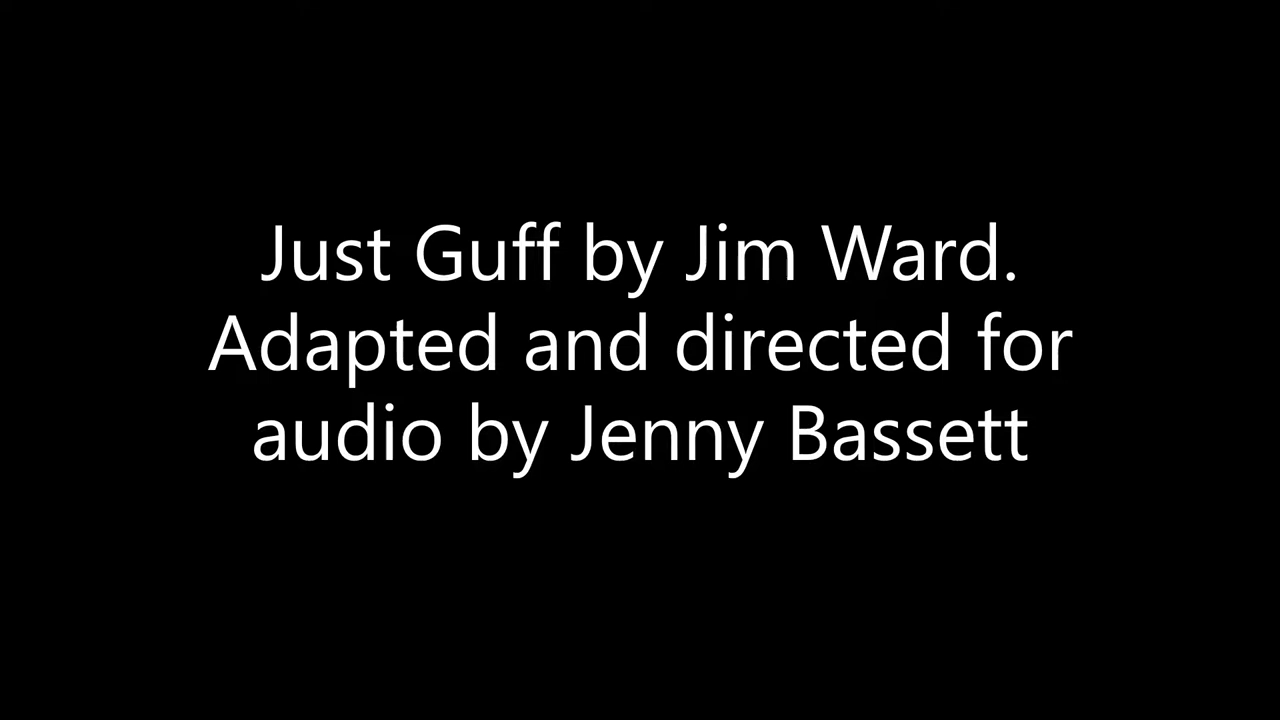 Just Guff by Jim Ward.
Adapted and directed for
audio by Jenny Bassett